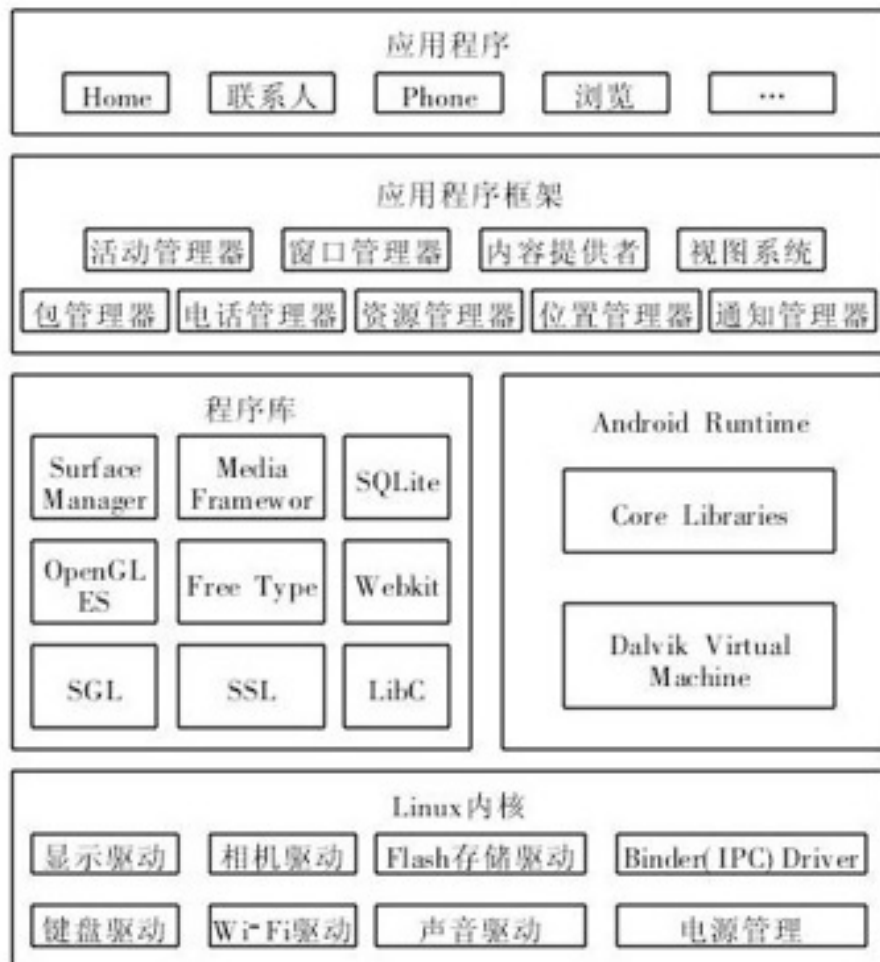 应用程序
Home 联系人 Phone 浏览 …
应用程序框架
活动管理器 窗口管理器 内容提供者 视图系统
包管理器 电话管理器 资源管理器 位置管理器 通知管理器
程序库
Surface Manager
Media Framewor
SQLite
OpenGL ES
Free Type
Webkit
SGL
SSL
LibC
Android Runtime
Core Libraries
Dalvik Virtual
Machine
Linux内核
显示驱动 相机驱动 Flash存储驱动 Binder(IPC)Driver
键盘驱动 Wi-Fi驱动 声音驱动 电源管理